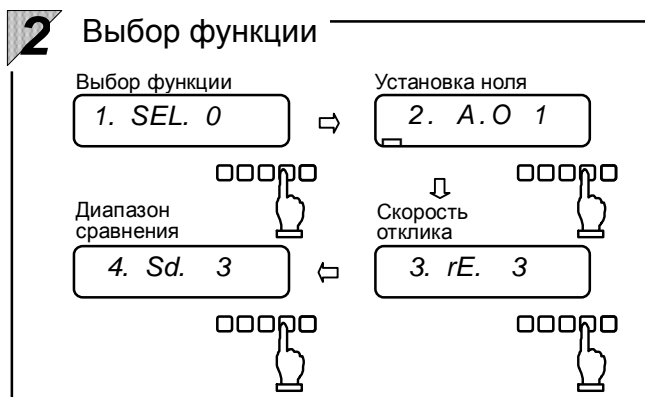 2 Выбор функции
Выбор функции
1. SEL. 0
Установка ноля
2. A.O 1
Скорость
отклика
3. rE. 3
Диапазон
сравнения
4. Sd. 3